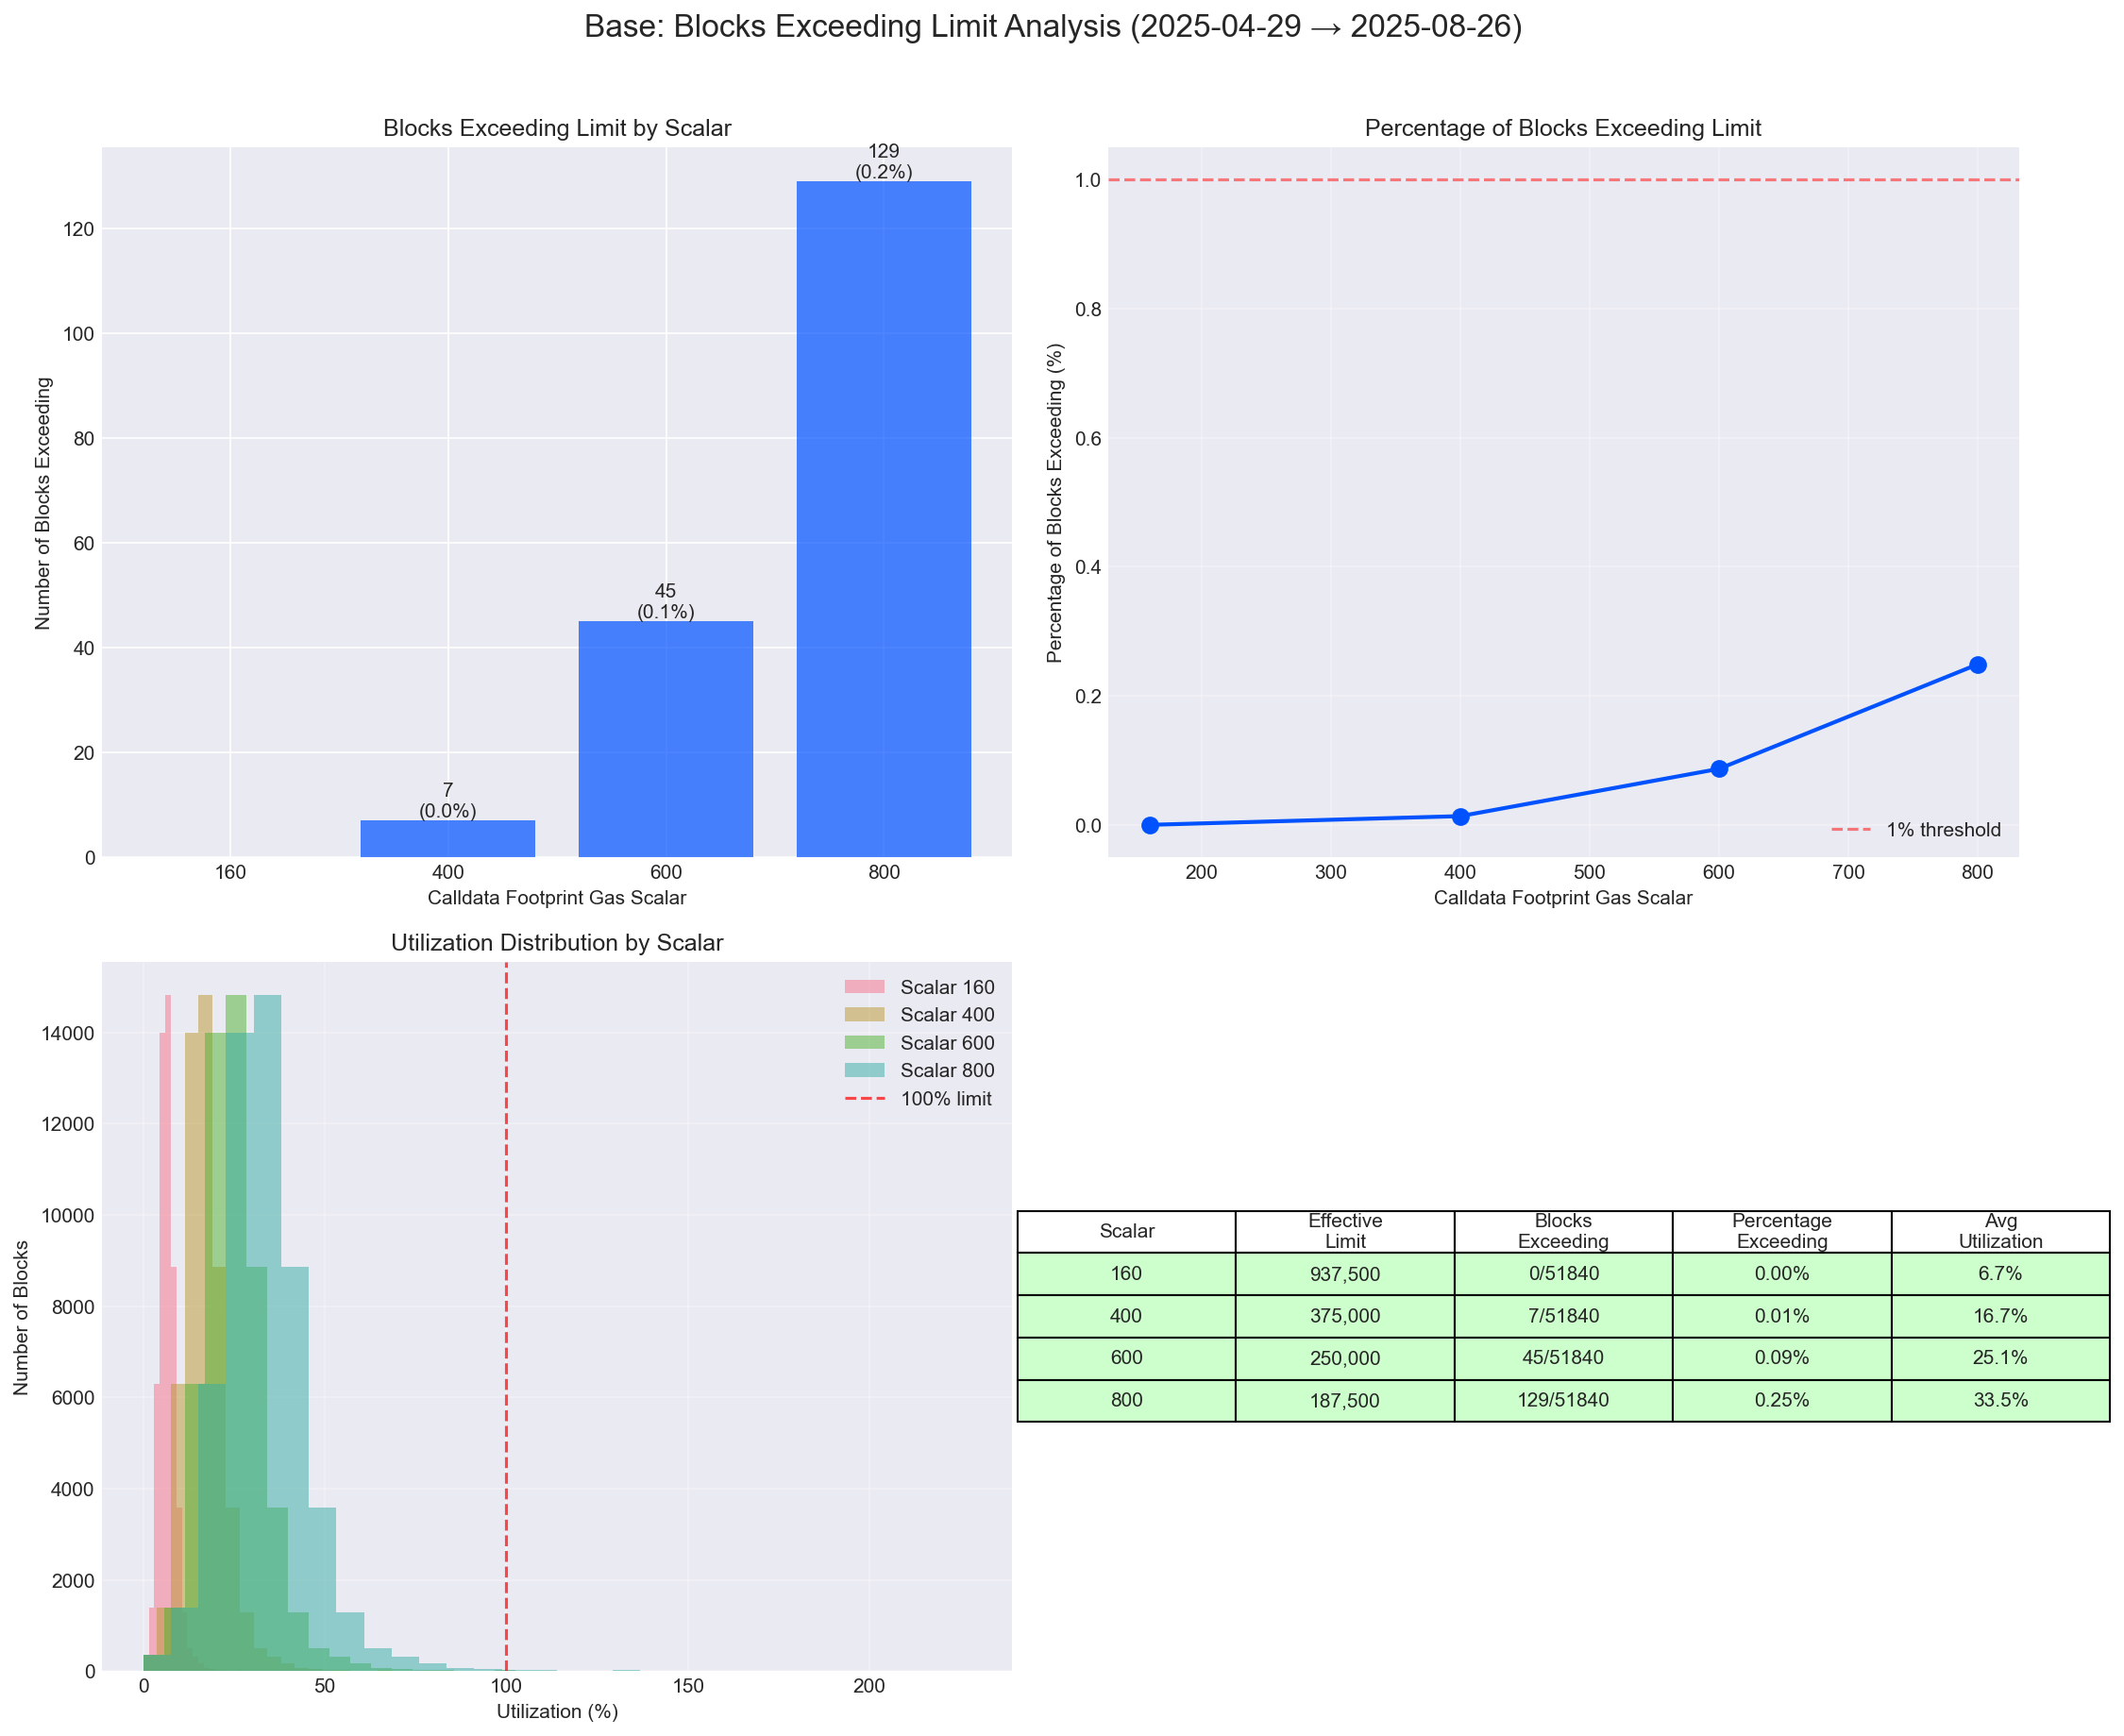 Base: Blocks Exceeding Limit Analysis (2025-04-29 → 2025-08-26)
Blocks Exceeding Limit by Scalar
Number of Blocks Exceeding
120
100
80
60
40
20
0
129
(0.2%)
45
(0.1%)
7
(0.0%)
160 400 600 800
Calldata Footprint Gas Scalar
Percentage of Blocks Exceeding Limit
Percentage of Blocks Exceeding (%)
1.0
0.8
0.6
0.4
0.2
0.0
1% threshold
200 300 400 500 600 700 800
Calldata Footprint Gas Scalar
Utilization Distribution by Scalar
Number of Blocks
14000
12000
10000
8000
6000
4000
2000
0
Scalar 160
Scalar 400
Scalar 600
Scalar 800
100% limit
0 50 100 150 200
Utilization (%)
Scalar Effective Limit Blocks Exceeding Percentage Exceeding Avg Utilization
160 937,500 0/51840 0.00% 6.7%
400 375,000 7/51840 0.01% 16.7%
600 250,000 45/51840 0.09% 25.1%
800 187,500 129/51840 0.25% 33.5%